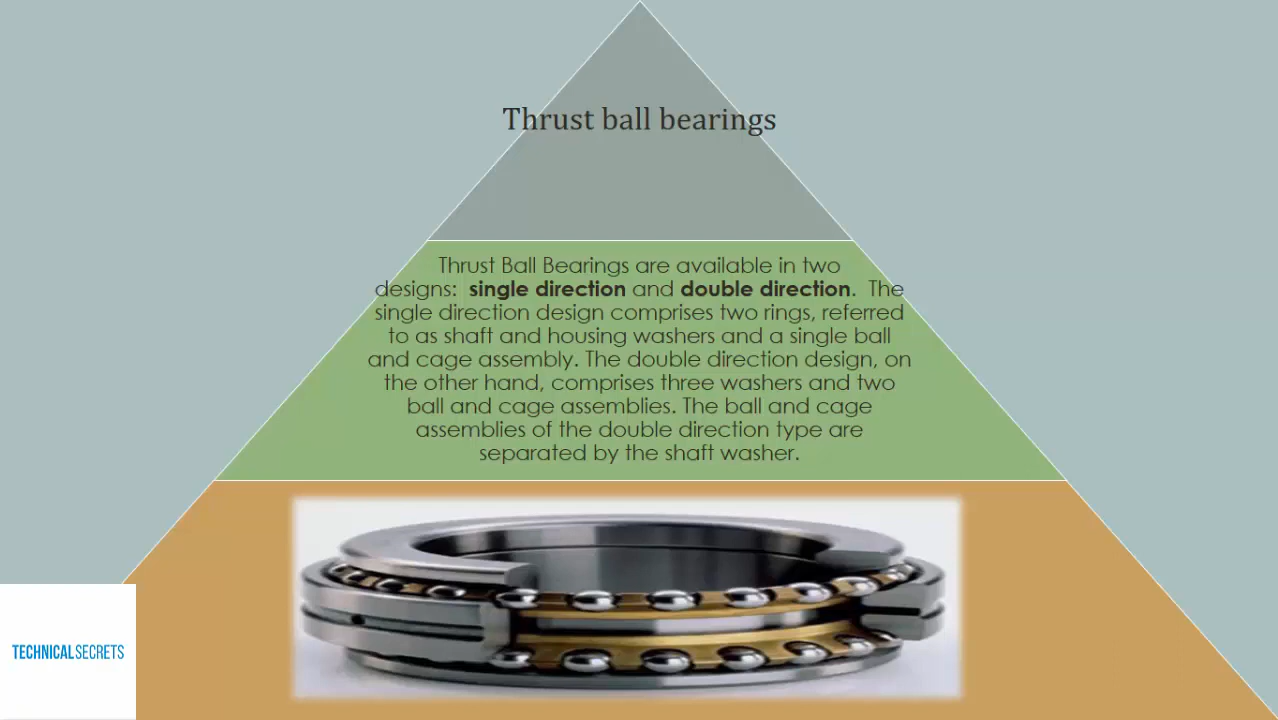 Thrust ball bearings
Thrust Ball Bearings are available in two
designs:  single direction and double direction.  The
single direction design comprises two rings, referred
to as shaft and housing washers and a single ball
and cage assembly. The double direction design, on
the other hand, comprises three washers and two
ball and cage assemblies. The ball and cage
assemblies of the double direction type are
separated by the shaft washer.
TECHNICALSECRETS